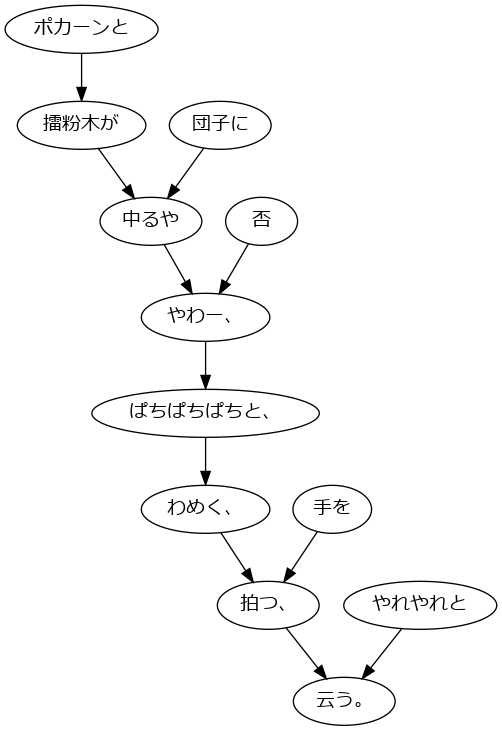 ポカーンと
擂粉木が
団子に
中るや
否
やわー、
ぱちぱちぱちと、
わめく、
手を
拍つ、
やれやれと
云う。